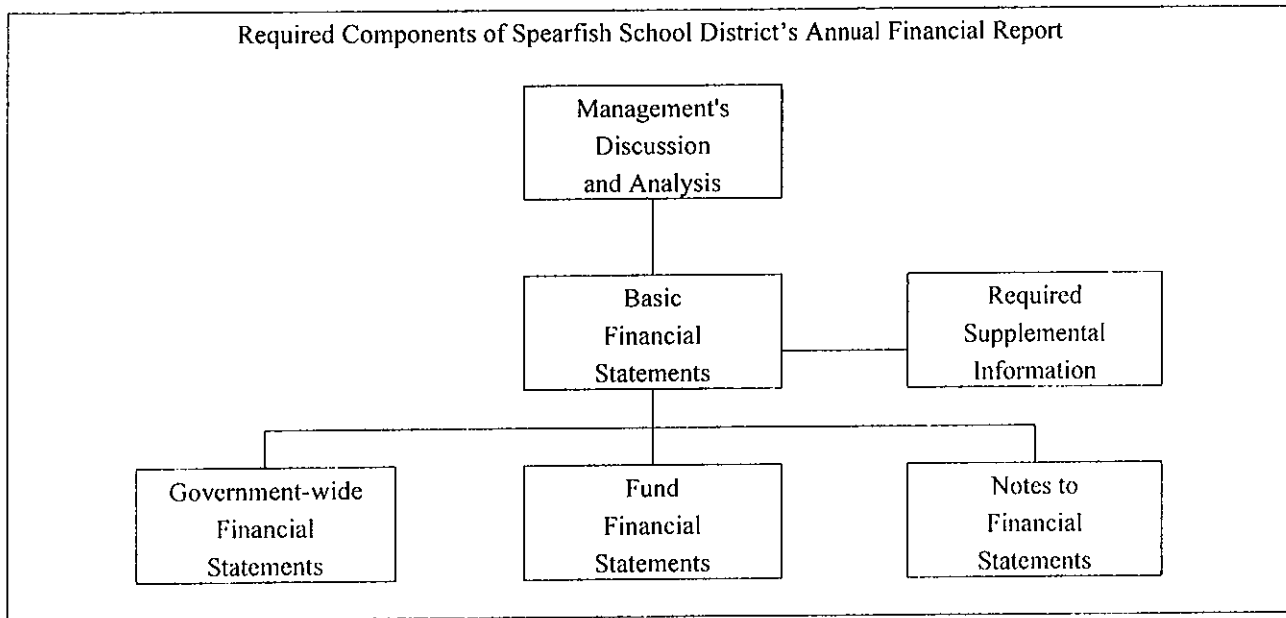 Required Components of Spearfish School District's Annual Financial Report
Management's
Discussion
and Analysis
Basic
Financial
Statements
Required
Supplemental
Information
Government-wide
Financial
Statements
Fund
Financial
Statements
Notes to
Financial
Statements